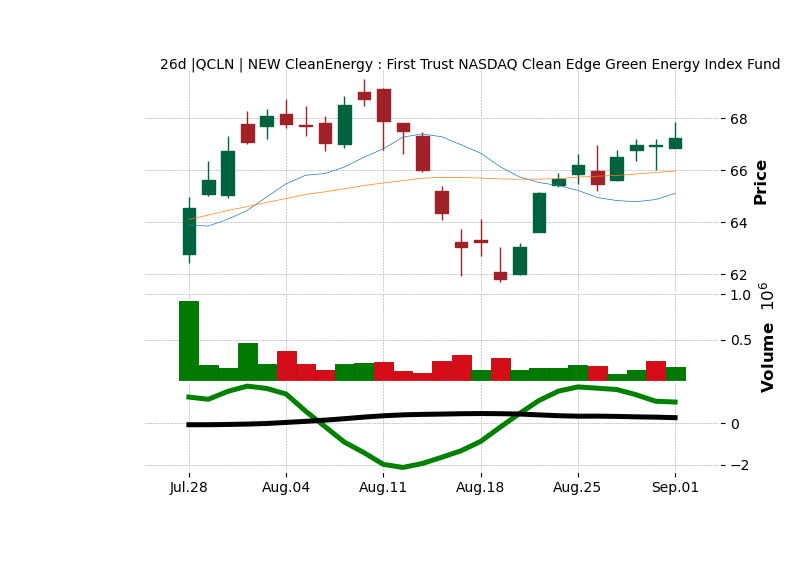 26d |QCLN | NEW CleanEnergy : First Trust NASDAQ Clean Edge Green Energy Index Fund
68
66
64
62
Price
1.0
0.5
Volume 10^6
0
−2
Jul.28 Aug.04 Aug.11 Aug.18 Aug.25 Sep.01